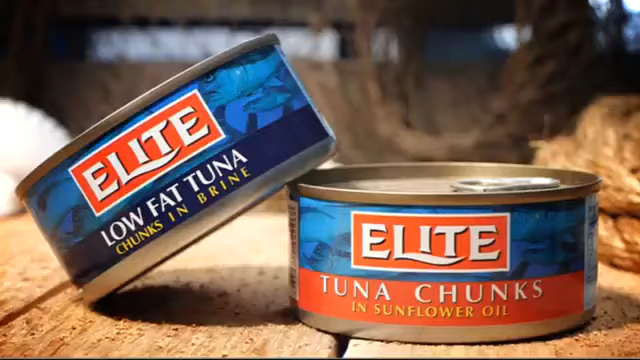 ELITE
LOW FAT TUNA
CHUNKS IN BRINE
ELITE
TUNA CHUNKS
IN SUNFLOWER OIL